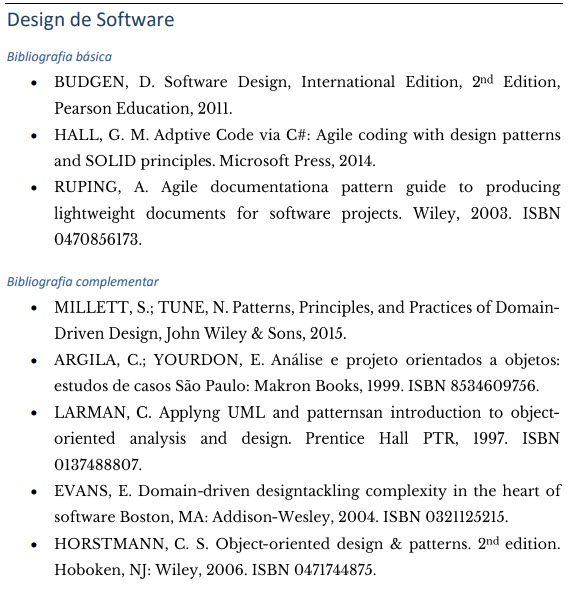 Design de Software
Bibliografia básica
• BUDGEN, D. Software Design, International Edition, 2nd Edition,
Pearson Education, 2011.
• HALL, G. M. Adptive Code via C#: Agile coding with design patterns
and SOLID principles. Microsoft Press, 2014.
• RUPING, A. Agile documentationa pattern guide to producing
lightweight documents for software projects. Wiley, 2003. ISBN
0470856173.
Bibliografia complementar
• MILLETT, S.; TUNE, N. Patterns, Principles, and Practices of Domain-
Driven Design, John Wiley & Sons, 2015.
• ARGILA, C.; YOURDON, E. Análise e projeto orientados a objetos:
estudos de casos São Paulo: Makron Books, 1999. ISBN 8534609756.
• LARMAN, C. Applyng UML and patternsan introduction to object-
oriented analysis and design. Prentice Hall PTR, 1997. ISBN
0137488807.
• EVANS, E. Domain-driven designtackling complexity in the heart of
software Boston, MA: Addison-Wesley, 2004. ISBN 0321125215.
• HORSTMANN, C. S. Object-oriented design & patterns. 2nd edition.
Hoboken, NJ: Wiley, 2006. ISBN 0471744875.